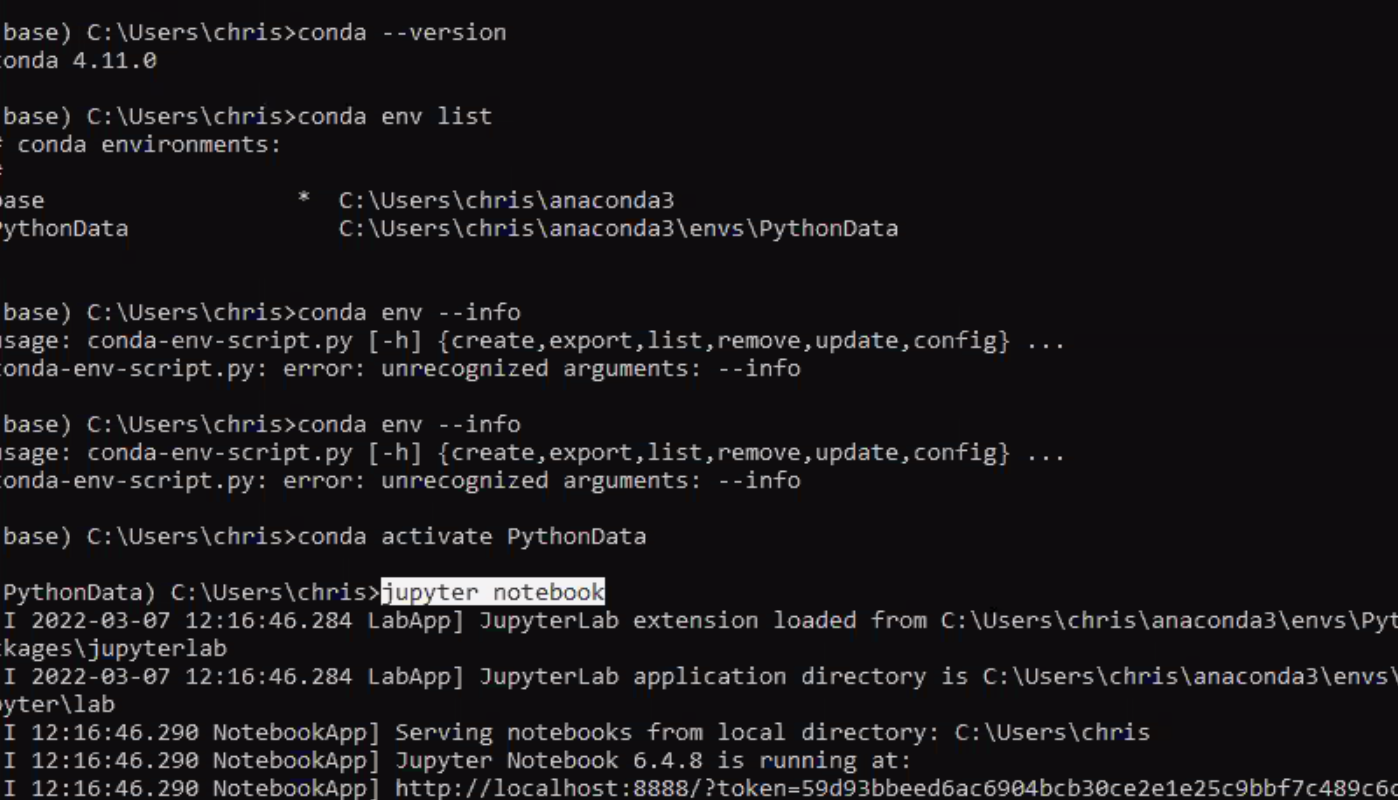 base) C:\Users\chris>conda --version
onda 4.11.0
base) C:\Users\chris>conda env list
# conda environments:
#
base * C:\Users\chris\anaconda3
PythonData C:\Users\chris\anaconda3\envs\PythonData
base) C:\Users\chris>conda env --info
usage: conda-env-script.py [-h] {create,export,list,remove,update,config} ...
conda-env-script.py: error: unrecognized arguments: --info
base) C:\Users\chris>conda env --info
usage: conda-env-script.py [-h] {create,export,list,remove,update,config} ...
conda-env-script.py: error: unrecognized arguments: --info
base) C:\Users\chris>conda activate PythonData
PythonData) C:\Users\chris>jupyter notebook
I 2022-03-07 12:16:46.284 LabApp] JupyterLab extension loaded from C:\Users\chris\anaconda3\envs\Pyt
kages\jupyterlab
I 2022-03-07 12:16:46.284 LabApp] JupyterLab application directory is C:\Users\chris\anaconda3\envs\
yter\lab
I 12:16:46.290 NotebookApp] Serving notebooks from local directory: C:\Users\chris
I 12:16:46.290 NotebookApp] Jupyter Notebook 6.4.8 is running at:
I 12:16:46.290 NotebookApp] http://localhost:8888/?token=59d93bbeed6ac6904bcb30ce2e1e25c9bbf7c489c6c